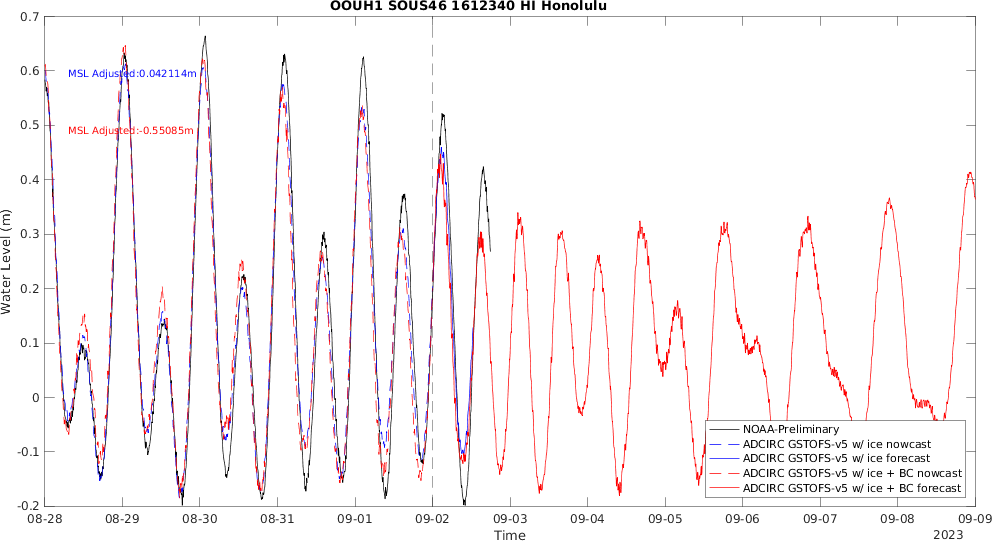 OOUH1 SOUS46 1612340 HI Honolulu
0.7
0.6
0.5
0.4
0.3
0.2
0.1
0
-0.1
-0.2
Water Level (m)
MSL Adjusted:0.042114m
MSL Adjusted:-0.55085m
NOAA-Preliminary
ADCIRC GSTOFS-v5 w/ ice nowcast
ADCIRC GSTOFS-v5 w/ ice forecast
ADCIRC GSTOFS-v5 w/ ice + BC nowcast
ADCIRC GSTOFS-v5 w/ ice + BC forecast
08-28 08-29 08-30 08-31 09-01 09-02 09-03 09-04 09-05 09-06 09-07 09-08 09-09
Time
2023